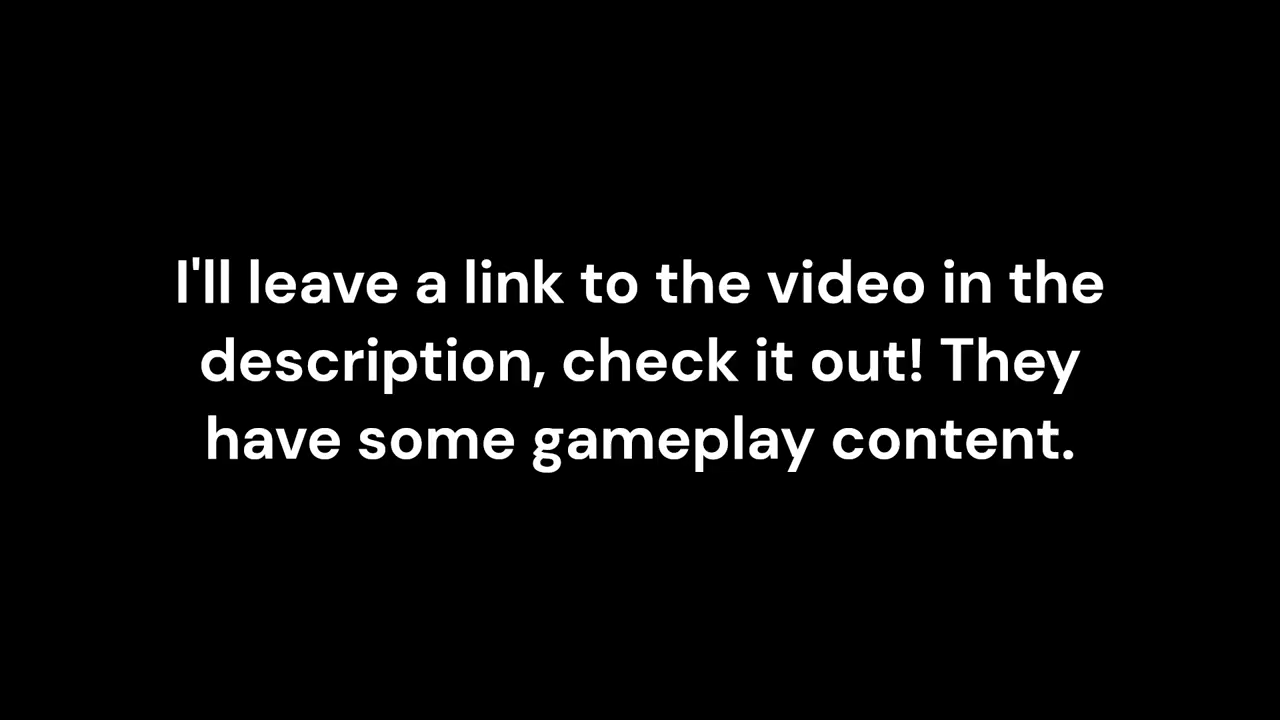 I'll leave a link to the video in the
description, check it out! They
have some gameplay content.